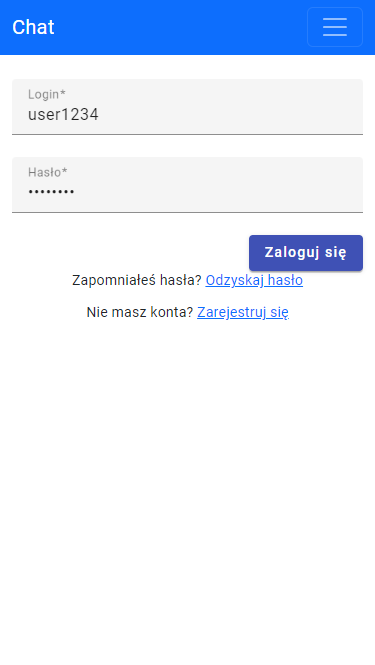 Chat
Login*
user1234
Hasło*
••••••••
Zaloguj się
Zapomniałeś hasła? Odzyskaj hasło
Nie masz konta? Zarejestruj się